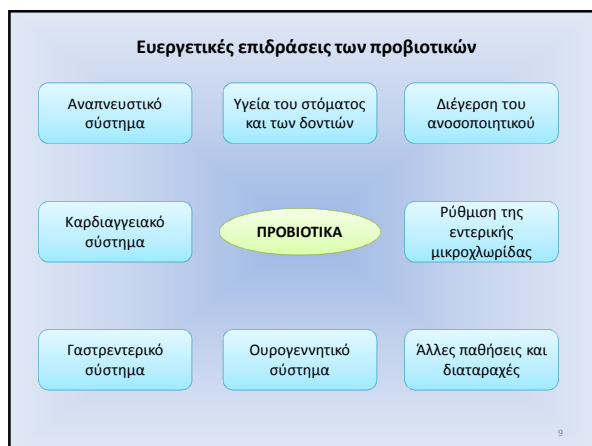 Ευεργετικές επιδράσεις των προβιοτικών
Αναπνευστικό
σύστημα
Υγεία του στόματος
και των δοντιών
Διέγερση του
ανοσοποιητικού
Καρδιαγγειακό
σύστημα
ΠΡΟΒΙΟΤΙΚΑ
Ρύθμιση της
εντερικής
μικροχλωρίδας
Γαστρεντερικό
σύστημα
Ουρογεννητικό
σύστημα
Άλλες παθήσεις και
διαταραχές
9